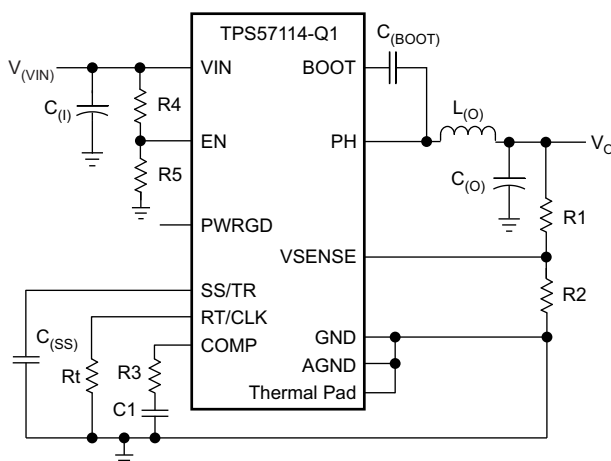 TPS57114-Q1
C(BOOT)
V(VIN)
VIN
BOOT
C(I)
R4
L(O)
EN
PH
VO
R5
C(O)
R1
PWRGD
VSENSE
R2
SS/TR
RT/CLK
GND
C(SS)
COMP
AGND
Rt
R3
Thermal Pad
C1